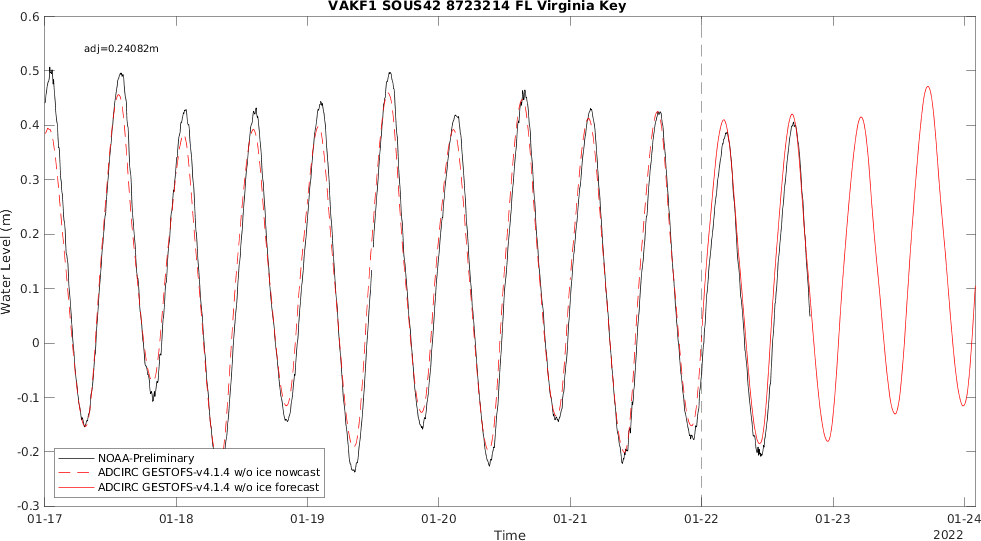 VAKF1 SOUS42 8723214 FL Virginia Key
adj=0.24082m
0.6
0.5
0.4
0.3
0.2
0.1
0
-0.1
-0.2
-0.3
Water Level (m)
NOAA-Preliminary
ADCIRC GESTOFS-v4.1.4 w/o ice nowcast
ADCIRC GESTOFS-v4.1.4 w/o ice forecast
01-17 01-18 01-19 01-20 01-21 01-22 01-23 01-24
Time
2022